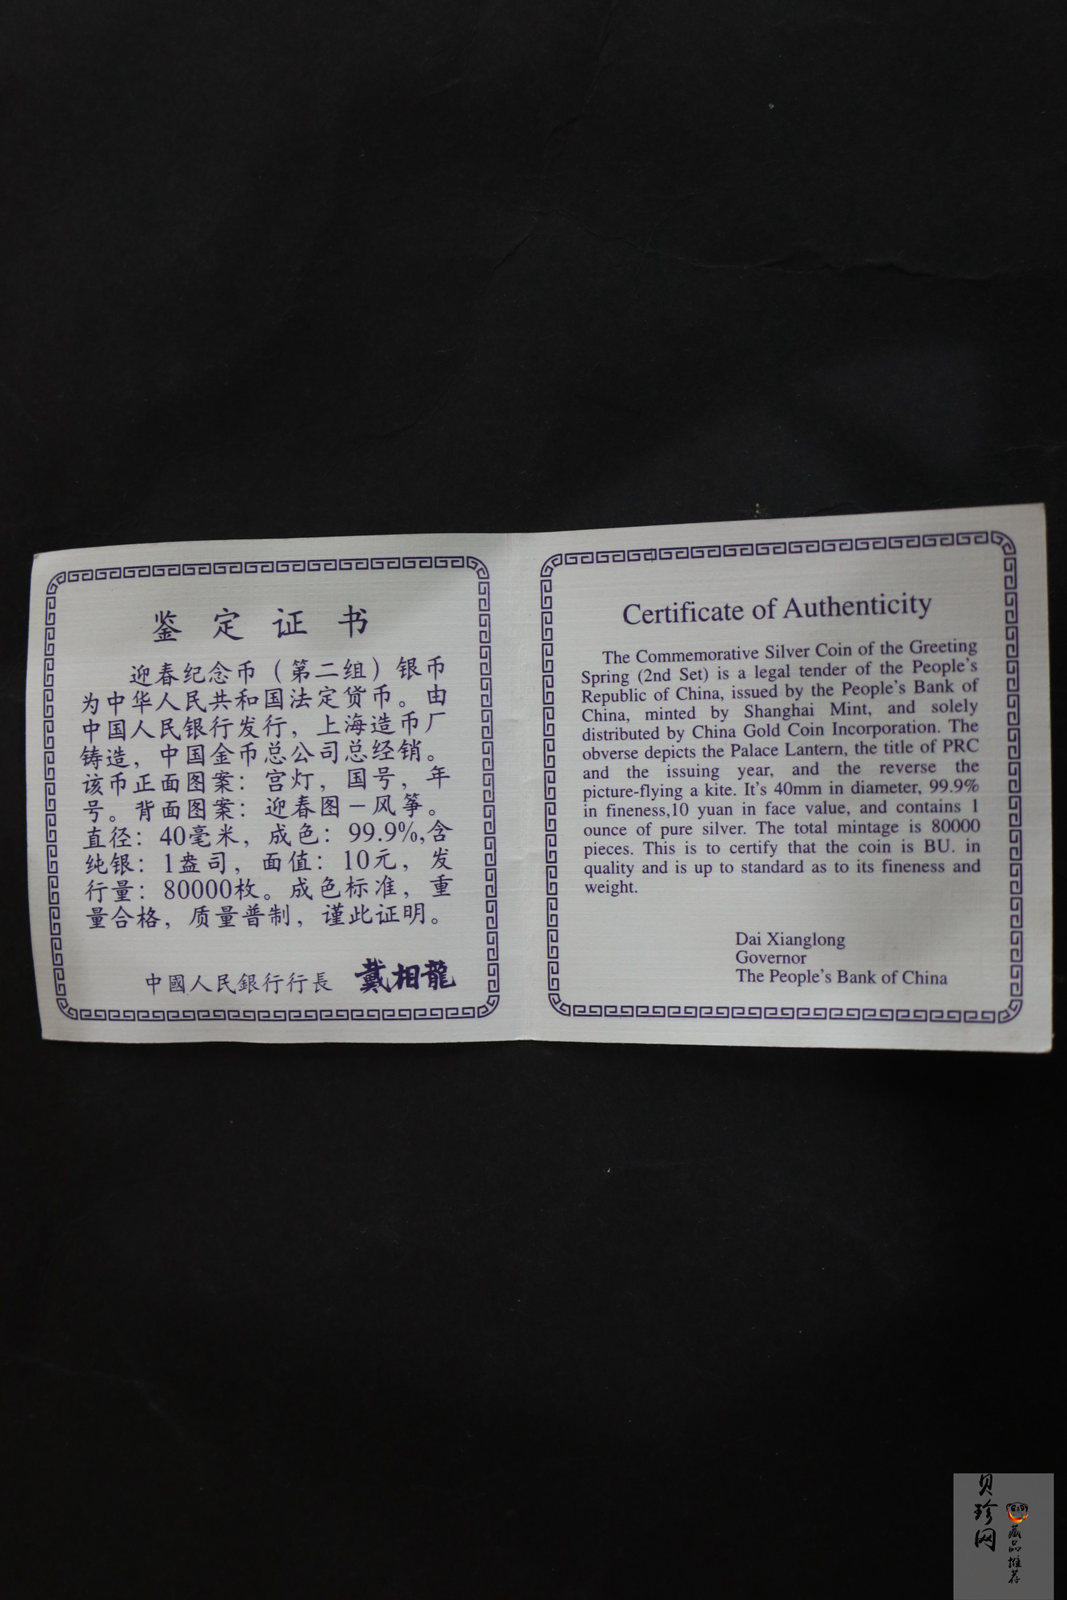 鉴定证书
迎春纪念币（第二组）银币
为中华人民共和国法定货币。由
中国人民银行发行，上海造币厂
铸造，中国金币总公司总经销。
该币正面图案：宫灯，国号，年
号。背面图案：迎春图－风筝。
直径：40毫米，成色：99.9%,含
纯银：1盎司，面值：10元，发
行量：80000枚。成色标准，重
量合格，质量普制，谨此证明。
中國人民銀行行長 戴相龍
Certificate of Authenticity
The Commemorative Silver Coin of the Greeting
Spring (2nd Set) is a legal tender of the People's
Republic of China, issued by the People's Bank of
China, minted by Shanghai Mint, and solely
distributed by China Gold Coin Incorporation. The
obverse depicts the Palace Lantern, the title of PRC
and the issuing year, and the reverse the
picture-flying a kite. It's 40mm in diameter, 99.9%
in fineness,10 yuan in face value, and contains 1
ounce of pure silver. The total mintage is 80000
pieces. This is to certify that the coin is BU. in
quality and is up to standard as to its fineness and
weight.
Dai Xianglong
Governor
The People's Bank of China
贝珍网
藏品推荐